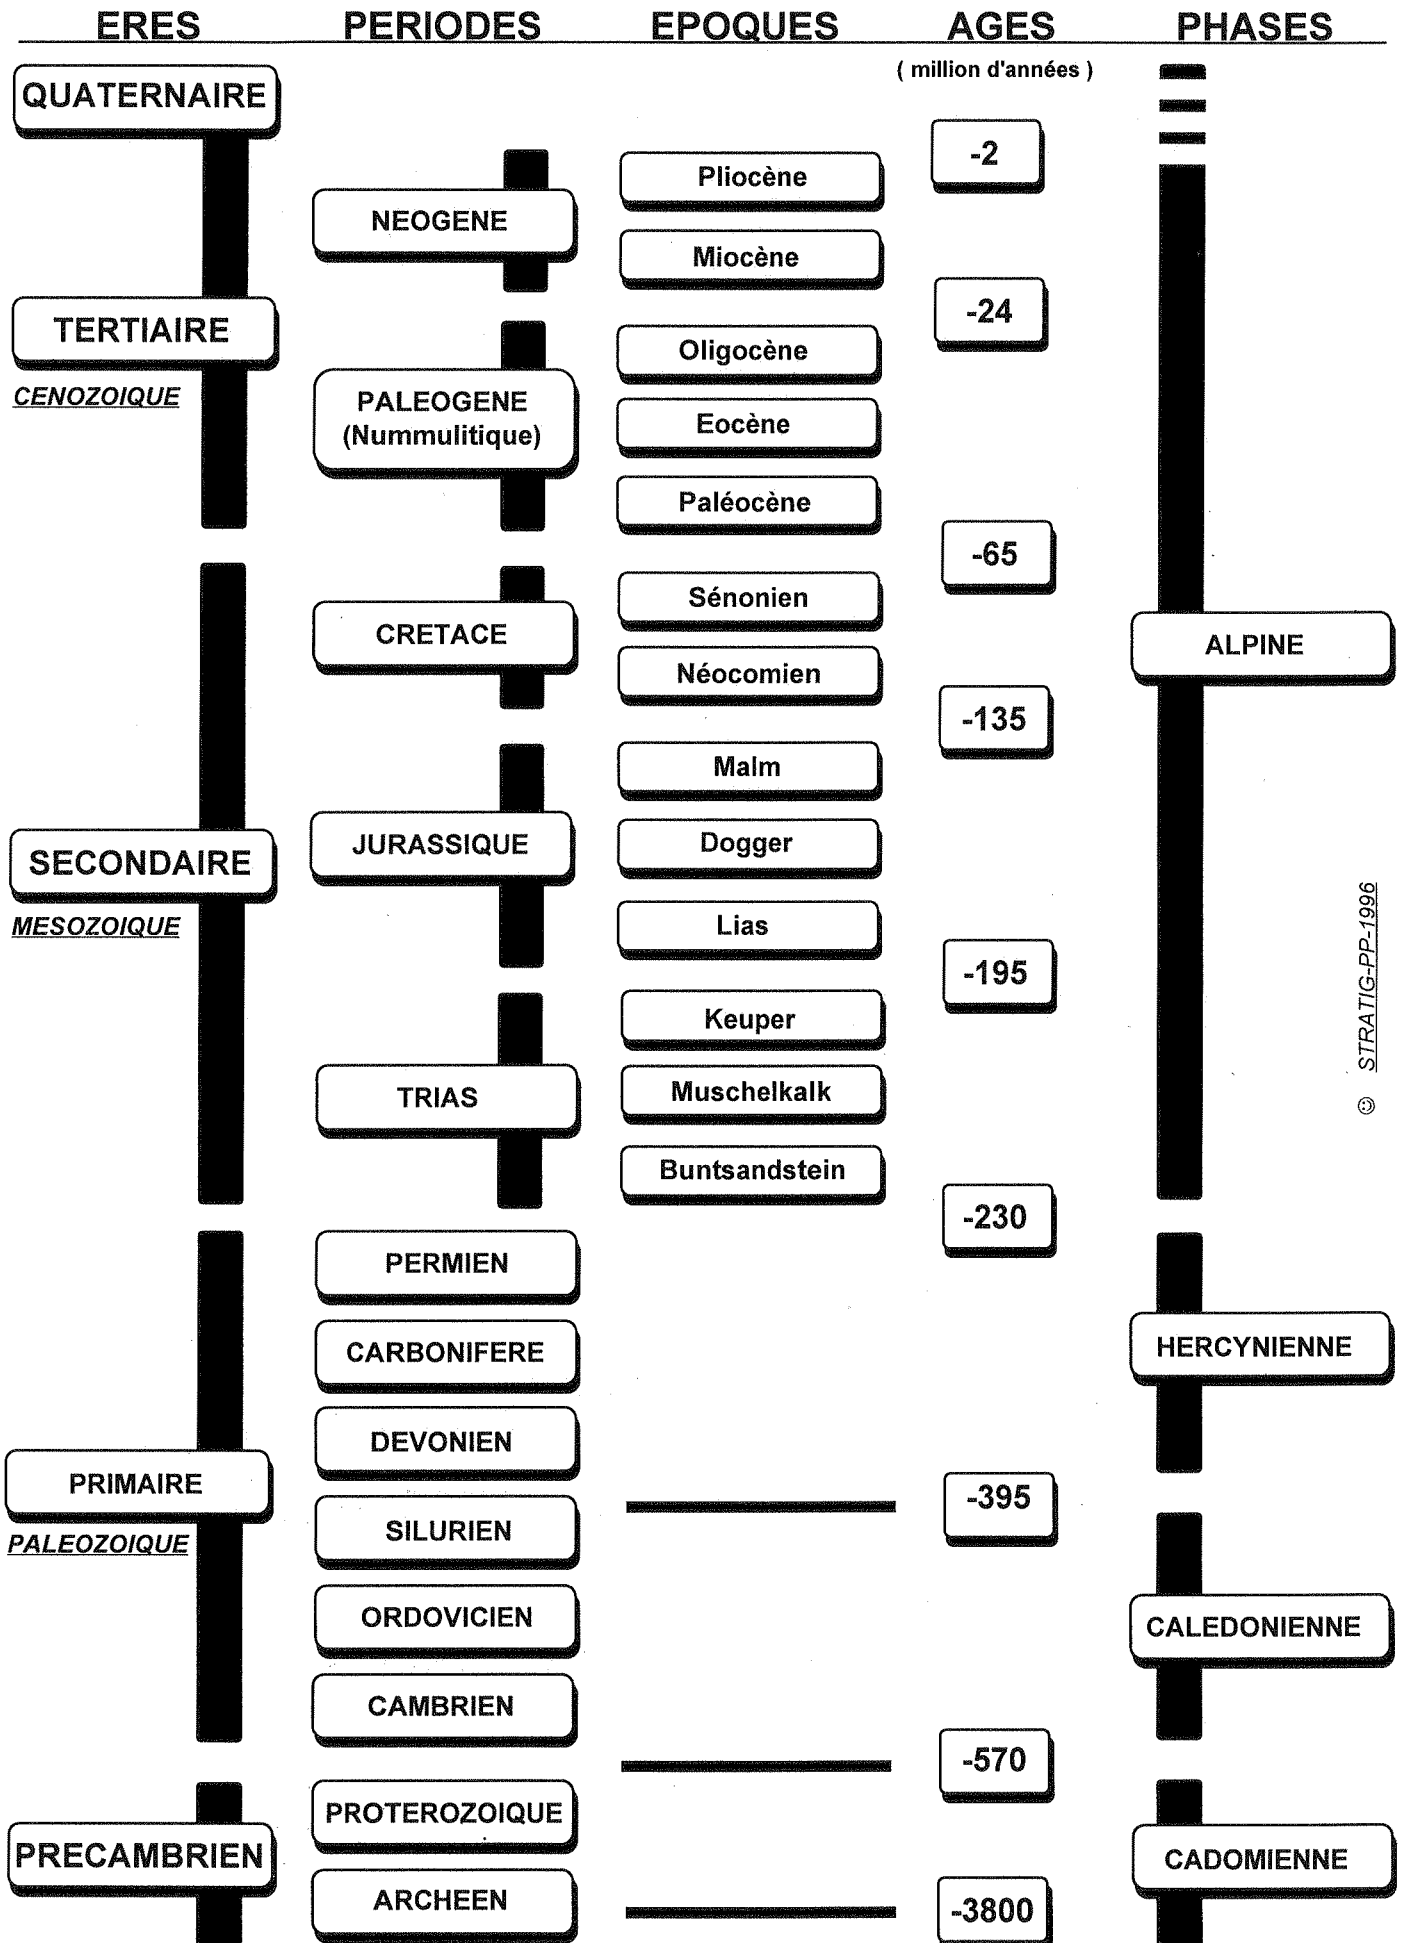 ERES PERIODES EPOQUES AGES PHASES
( million d'années )
QUATERNAIRE
-2
Pliocène
NEOGENE
Miocène
-24
TERTIAIRE
Oligocène
CENOZOIQUE
PALEOGENE
(Nummulitique)
Eocène
Paléocène
-65
Sénonien
CRETACE
ALPINE
Néocomien
-135
Malm
JURASSIQUE
Dogger
SECONDAIRE
MESOZOIQUE
Lias
-195
STRATIG-PP-1996
Keuper
TRIAS
Muschelkalk
Buntsandstein
-230
PERMIEN
CARBONIFERE
HERCYNIENNE
DEVONIEN
PRIMAIRE
-395
PALEOZOIQUE
SILURIEN
ORDOVICIEN
CALEDONIENNE
CAMBRIEN
-570
PROTEROZOIQUE
PRECAMBRIEN
CADOMIENNE
ARCHEEN
-3800